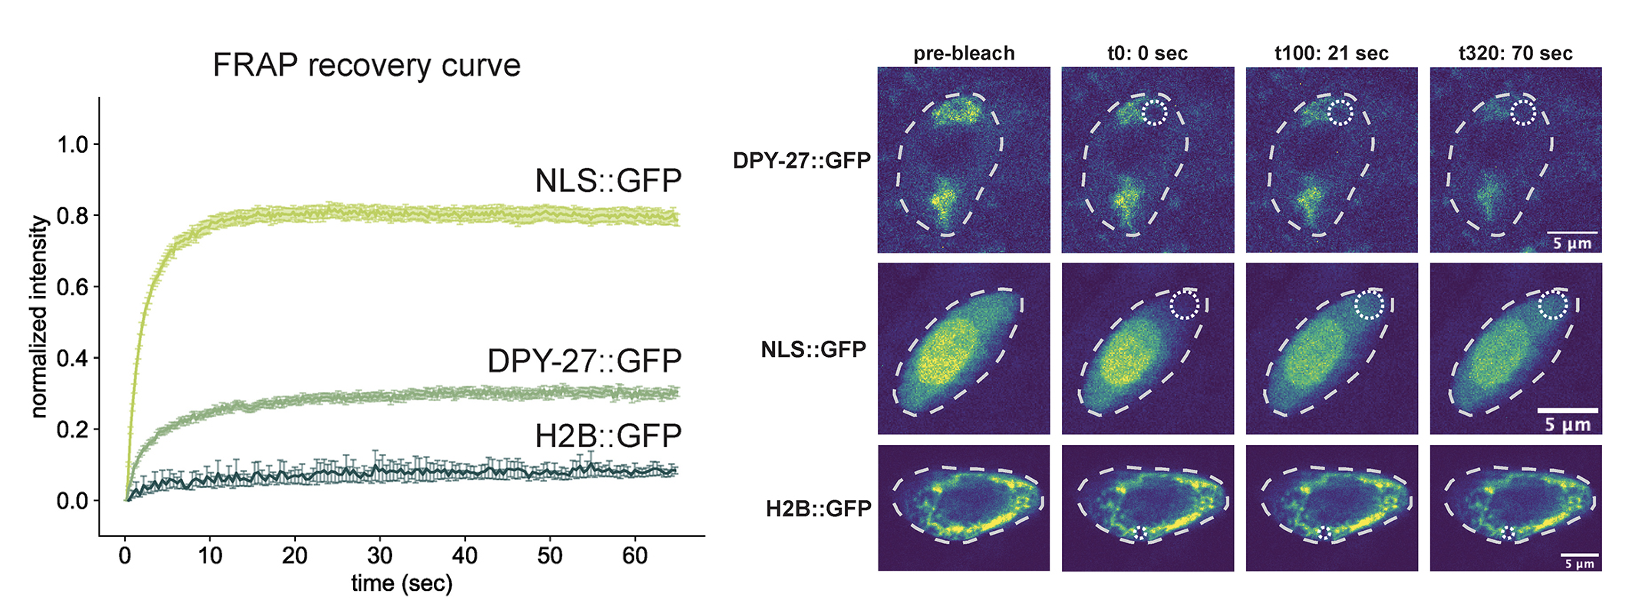 FRAP recovery curve
normalized intensity
1.0
0.8
0.6
0.4
0.2
0.0
NLS::GFP
DPY-27::GFP
H2B::GFP
0 10 20 30 40 50 60
time (sec)
pre-bleach t0: 0 sec t100: 21 sec t320: 70 sec
DPY-27::GFP
5 µm
NLS::GFP
5 µm
H2B::GFP
5 µm